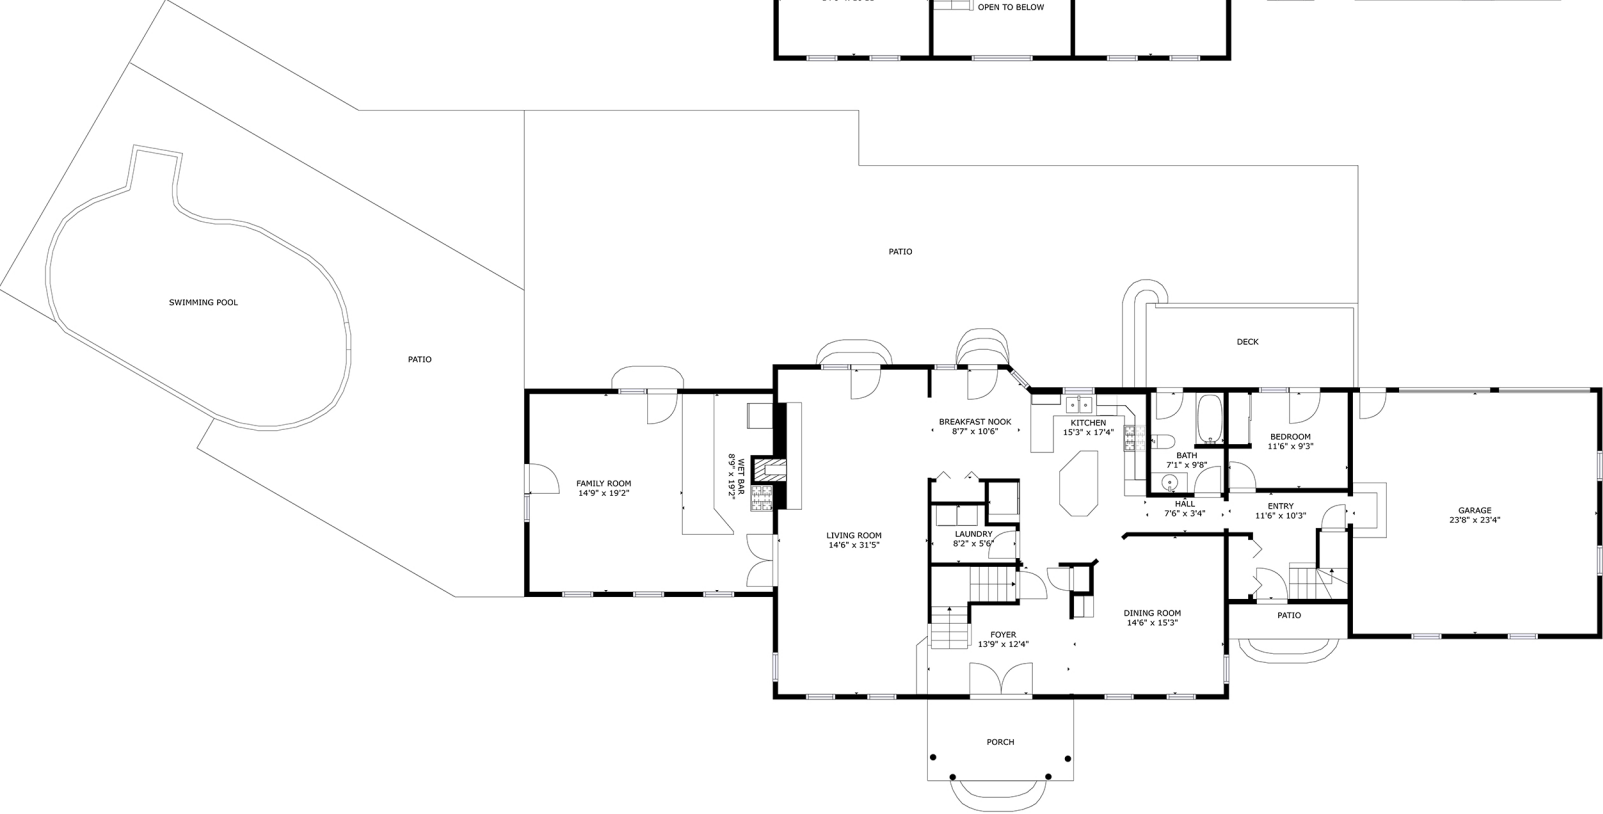 OPEN TO BELOW
PATIO
SWIMMING POOL
PATIO
DECK
BREAKFAST NOOK
8'7" x 10'6"
KITCHEN
15'3" x 17'4"
BATH
7'1" x 9'8"
BEDROOM
11'6" x 9'3"
FAMILY ROOM
14'9" x 19'2"
WET BAR
8'9" x 19'2"
HALL
7'6" x 3'4"
ENTRY
11'6" x 10'3"
GARAGE
23'8" x 23'4"
LIVING ROOM
14'6" x 31'5"
LAUNDRY
8'2" x 5'6"
DINING ROOM
14'6" x 15'3"
PATIO
FOYER
13'9" x 12'4"
PORCH